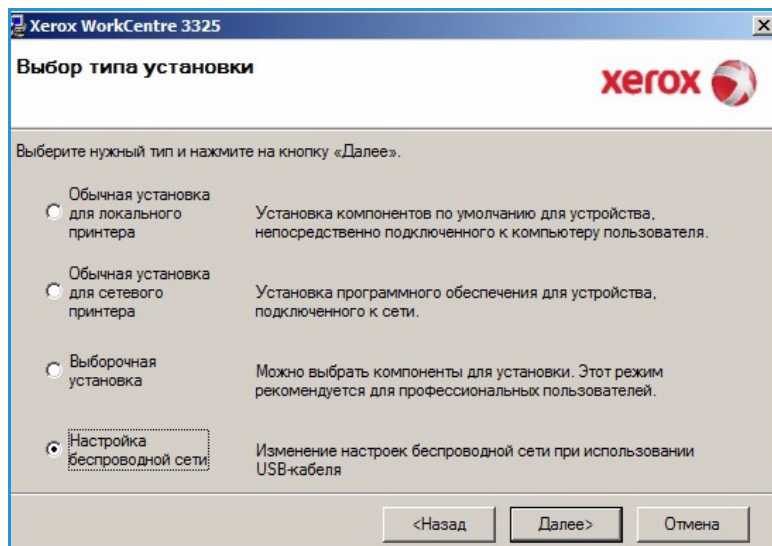 Xerox WorkCentre 3325
Выбор типа установки
xerox
Выберите нужный тип и нажмите на кнопку «Далее».
Обычная установка
для локального
принтера
Установка компонентов по умолчанию для устройства,
непосредственно подключенного к компьютеру пользователя.
Обычная установка
для сетевого
принтера
Установка программного обеспечения для устройства,
подключенного к сети.
Выборочная
установка
Можно выбрать компоненты для установки. Этот режим
рекомендуется для профессиональных пользователей.
Настройка
беспроводной сети
Изменение настроек беспроводной сети при использовании
USB-кабеля
<Назад
Далее>
Отмена